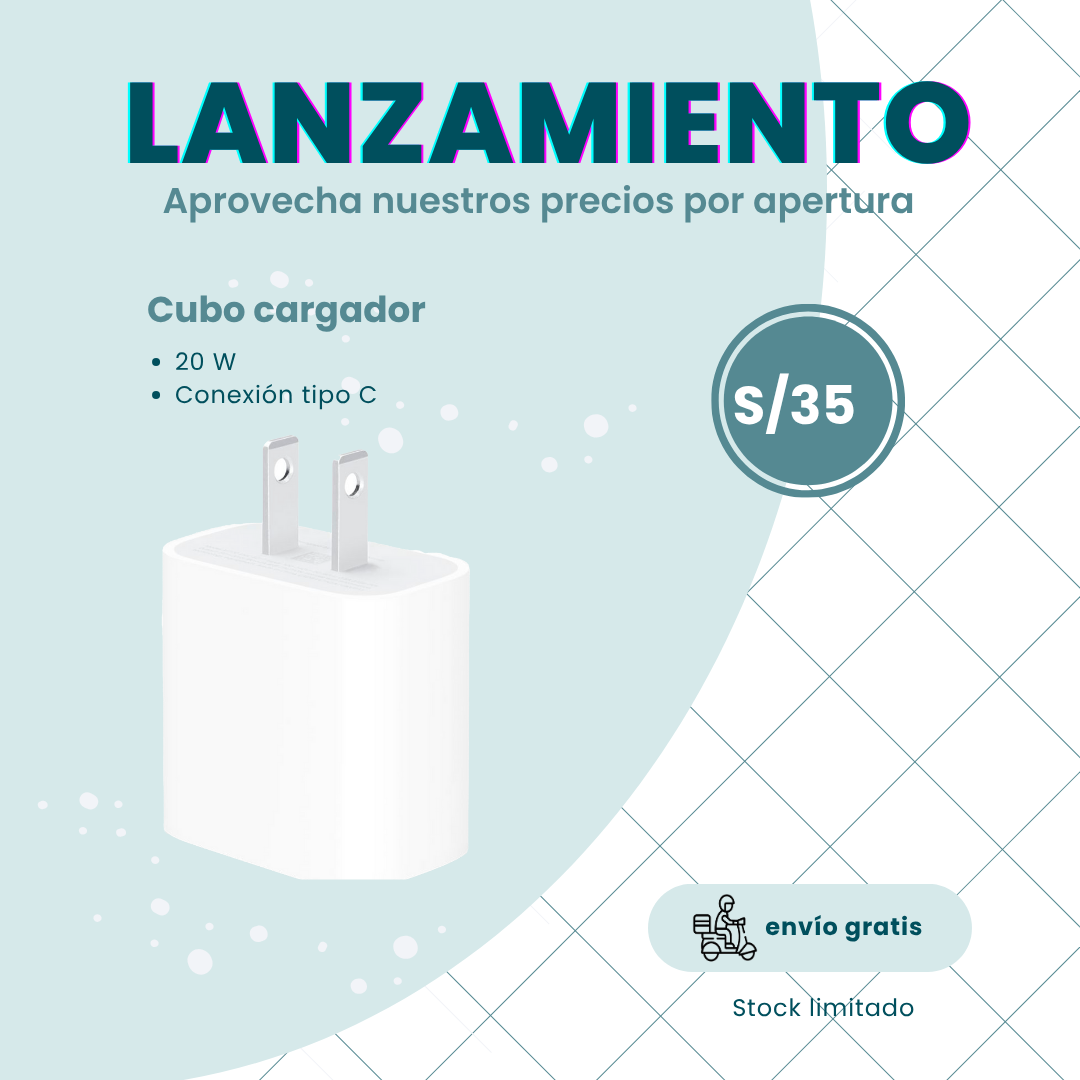 LANZAMIENTO
Aprovecha nuestros precios por apertura
Cubo cargador
• 20 W
• Conexión tipo C
S/35
envío gratis
Stock limitado